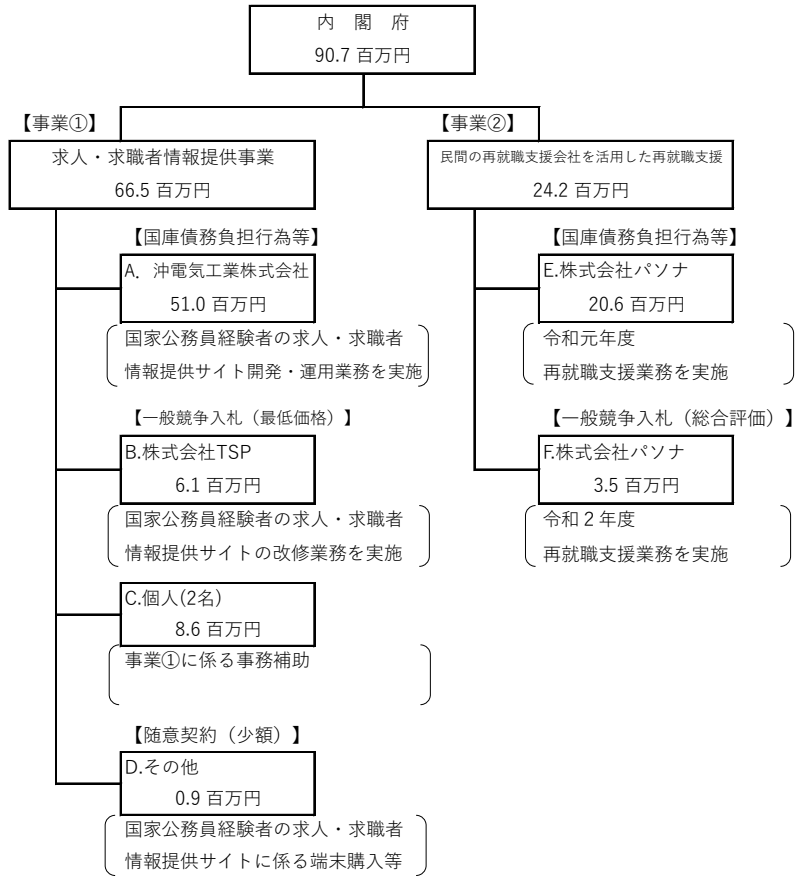 内　閣　府
90.7 百万円
【事業①】
求人・求職者情報提供事業
66.5 百万円
【国庫債務負担行為等】
A. 沖電気工業株式会社
51.0 百万円
国家公務員経験者の求人・求職者
情報提供サイト開発・運用業務を実施
【一般競争入札（最低価格）】
B.株式会社TSP
6.1 百万円
国家公務員経験者の求人・求職者
情報提供サイトの改修業務を実施
C.個人(2名)
8.6 百万円
事業①に係る事務補助
【随意契約（少額）】
D.その他
0.9 百万円
国家公務員経験者の求人・求職者
情報提供サイトに係る端末購入等
【事業②】
民間の再就職支援会社を活用した再就職支援
24.2 百万円
【国庫債務負担行為等】
E.株式会社パソナ
20.6 百万円
令和元年度
再就職支援業務を実施
【一般競争入札（総合評価）】
F.株式会社パソナ
3.5 百万円
令和２年度
再就職支援業務を実施